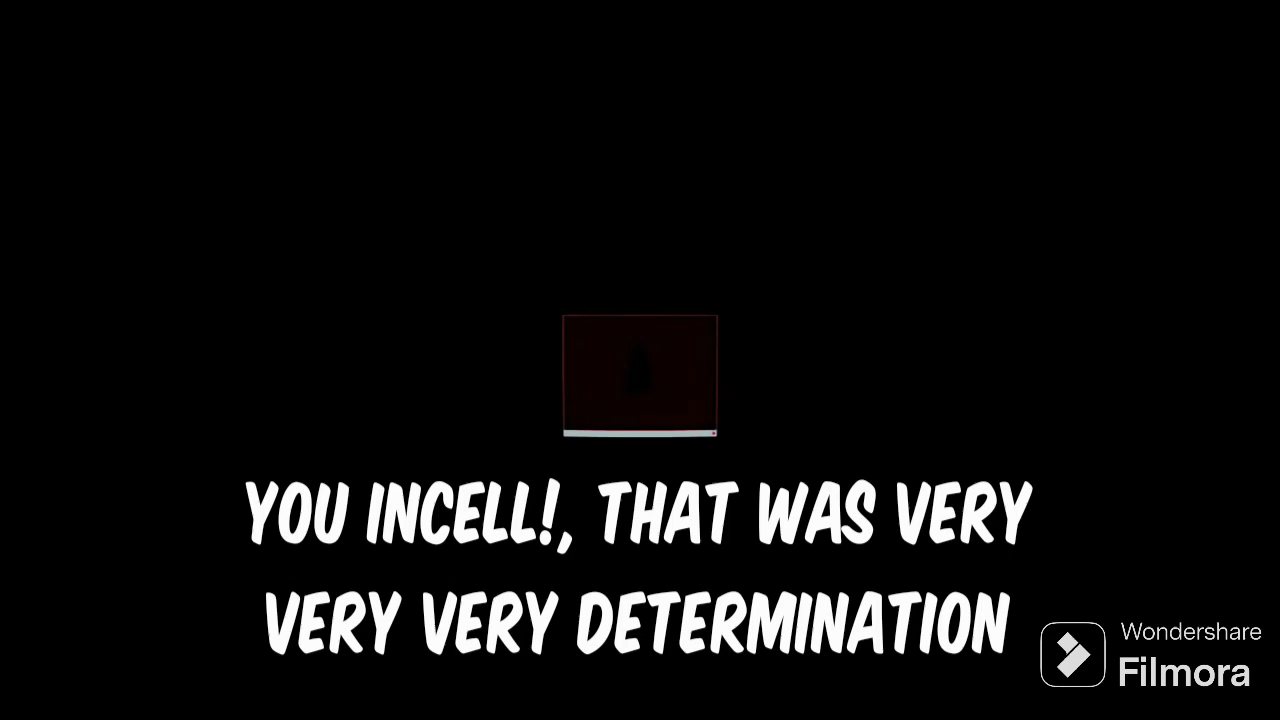 YOU INCELL!, THAT WAS VERY
VERY VERY DETERMINATION
Wondershare
Filmora